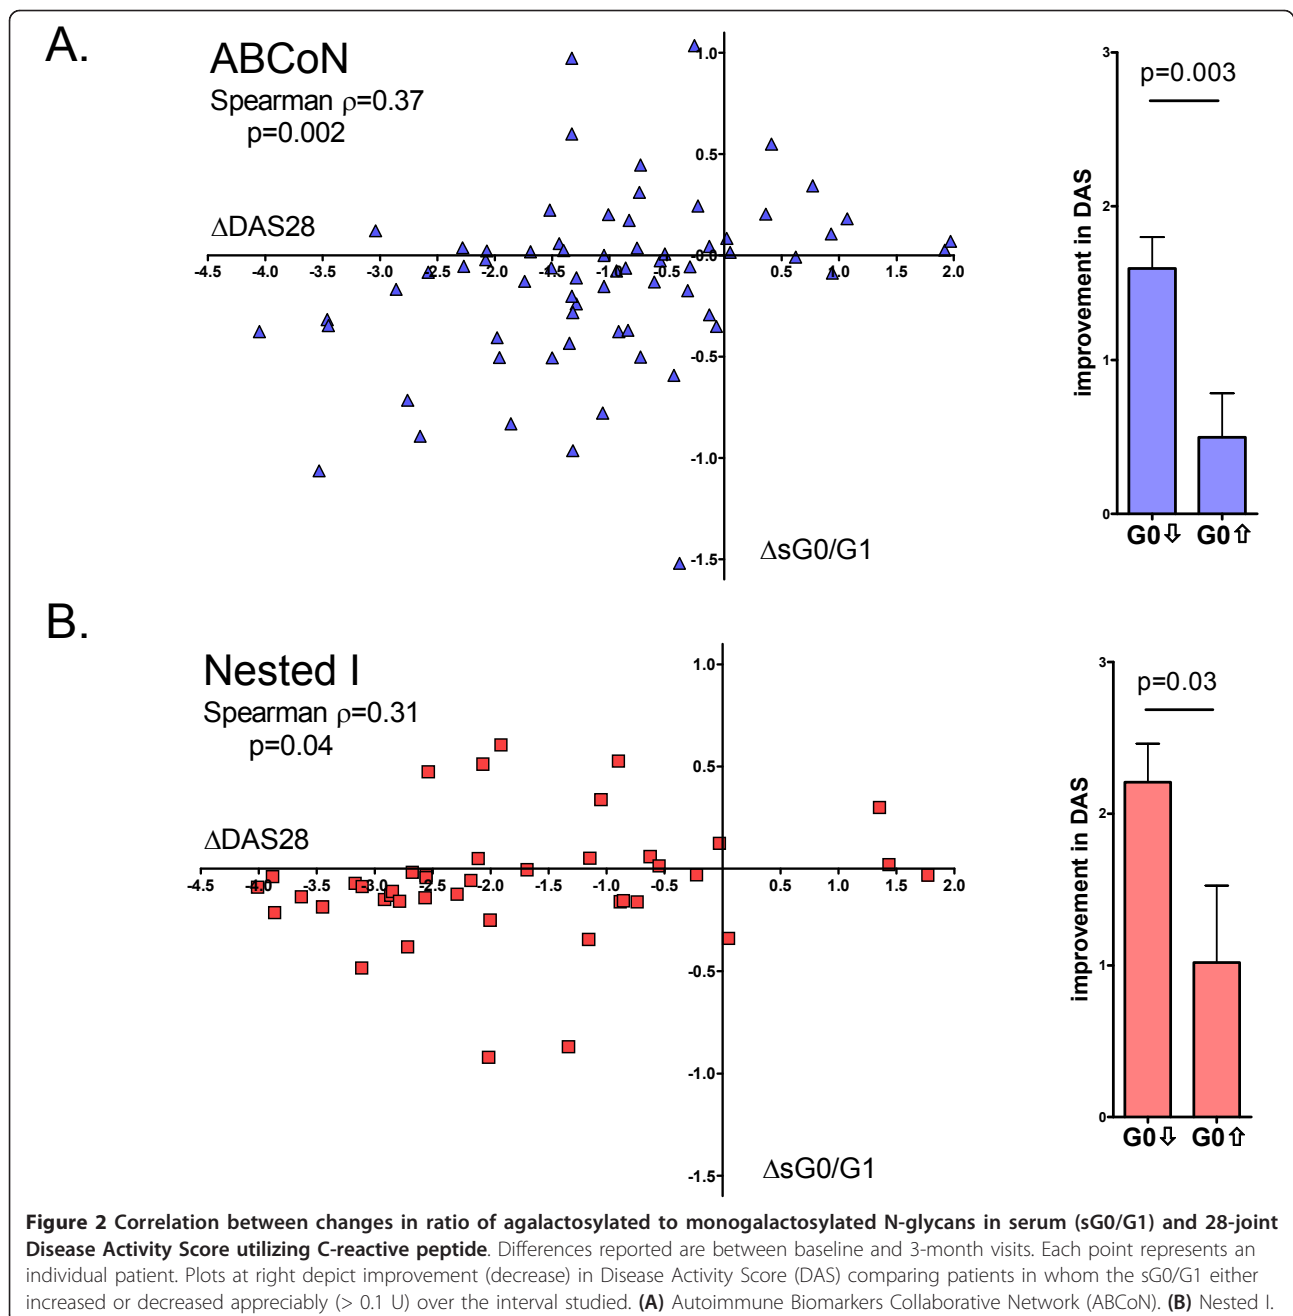 A.
ABCoN
Spearman ρ=0.37
p=0.002
ΔDAS28
1.0
0.5
0.0
-4.5 -4.0 -3.5 -3.0 -2.5 -2.0 -1.5 -1.0 -0.5 0.5 1.0 1.5 2.0
-0.5
-1.0
-1.5
ΔsG0/G1
p=0.003
improvement in DAS
3
2
1
0
G0⇩ G0⇧
B.
Nested I
Spearman ρ=0.31
p=0.04
ΔDAS28
1.0
0.5
-4.5 -4.0 -3.5 -3.0 -2.5 -2.0 -1.5 -1.0 -0.5 0.5 1.0 1.5 2.0
-0.5
-1.0
-1.5
ΔsG0/G1
p=0.03
improvement in DAS
3
2
1
0
G0⇩ G0⇧
Figure 2 Correlation between changes in ratio of agalactosylated to monogalactosylated N-glycans in serum (sG0/G1) and 28-joint
Disease Activity Score utilizing C-reactive peptide. Differences reported are between baseline and 3-month visits. Each point represents an
individual patient. Plots at right depict improvement (decrease) in Disease Activity Score (DAS) comparing patients in whom the sG0/G1 either
increased or decreased appreciably (> 0.1 U) over the interval studied. (A) Autoimmune Biomarkers Collaborative Network (ABCoN). (B) Nested I.